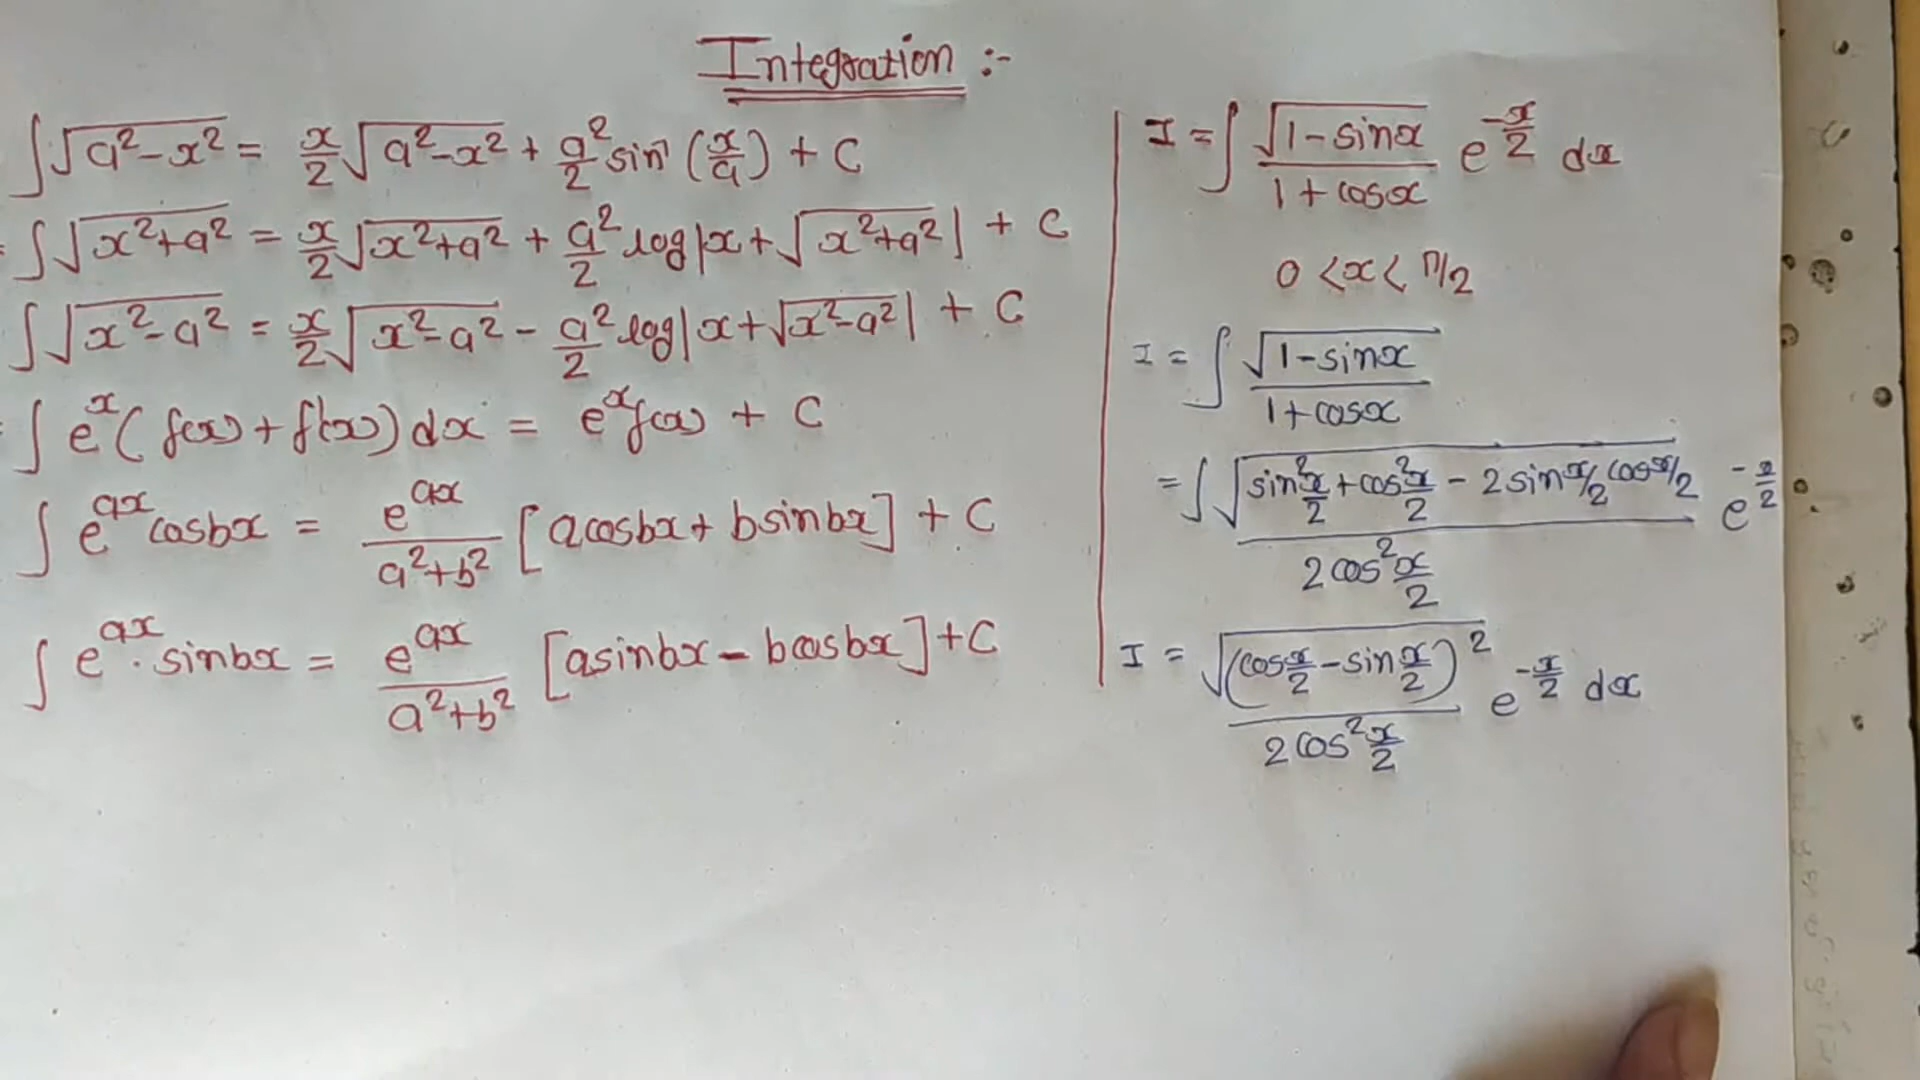 Integration :-
∫√(a²-x²) = x/2 √(a²-x²) + a²/2 sin⁻¹(x/a) + C
∫√(x²+a²) = x/2 √(x²+a²) + a²/2 log|x+√(x²+a²)| + C
∫√(x²-a²) = x/2 √(x²-a²) - a²/2 log|x+√(x²-a²)| + C
∫ e^x (f(x)+f'(x)) dx = e^x f(x) + C
∫ e^(ax) cosbx = e^(ax)/(a²+b²) [acosbx + bsinbx] + C
∫ e^(ax) . sinbx = e^(ax)/(a²+b²) [asinbx - bcosbx] + C
I = ∫ √(1-sinx)/(1+cosx) e^(-x/2) dx
0 < x < π/2
I = ∫ √(1-sinx)/(1+cosx)
= ∫ √(sin²x/2 + cos²x/2 - 2sinx/2 cosx/2)/(2cos²x/2) e^(-x/2)
I = √((cosx/2 - sinx/2)²)/(2cos²x/2) e^(-x/2) dx